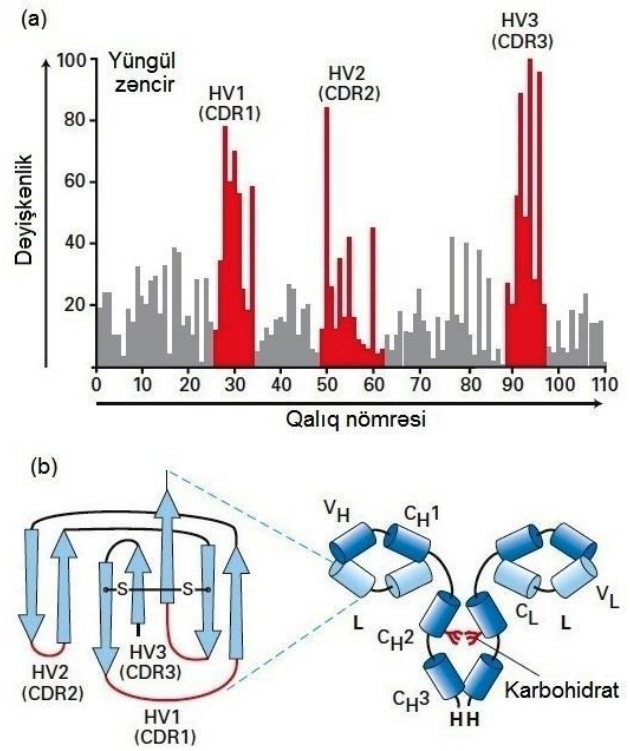 (a)
Yüngül
zəncir
HV1
(CDR1)
HV2
(CDR2)
HV3
(CDR3)
Dəyişkənlik
100
80
60
40
20
0 10 20 30 40 50 60 70 80 90 100 110
Qalıq nömrəsi
(b)
S S
HV2
(CDR2)
HV3
(CDR3)
HV1
(CDR1)
VH
CH1
L
CH2
CH3
H H
CL
L
VL
Karbohidrat